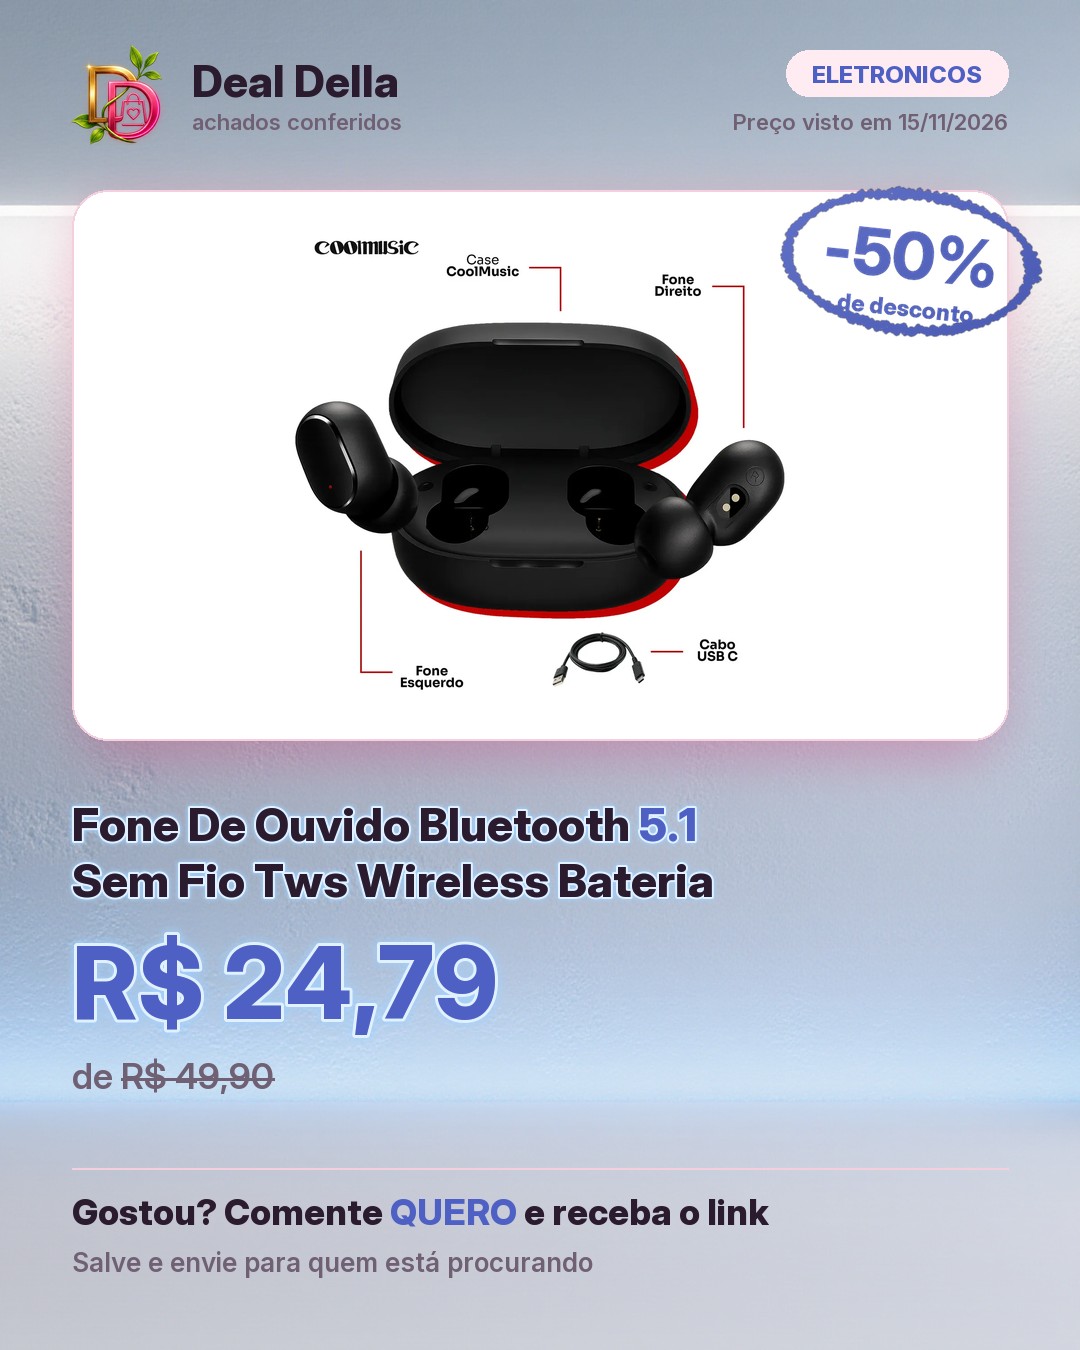 Deal Della
achados conferidos
ELETRONICOS
Preço visto em 15/11/2026
-50%
de desconto
coolmusic
Case
CoolMusic
Fone
Direito
Fone
Esquerdo
Cabo
USB C
Fone De Ouvido Bluetooth 5.1
Sem Fio Tws Wireless Bateria
R$ 24,79
de R$ 49,90
Gostou? Comente QUERO e receba o link
Salve e envie para quem está procurando